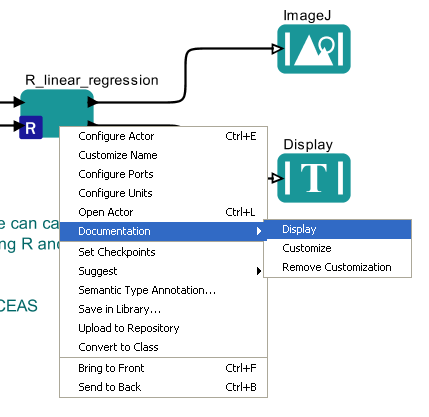 ImageJ
R_linear_regression
R
Display
T
Configure Actor Ctrl+E
Customize Name
Configure Ports
Configure Units
Open Actor Ctrl+L
Documentation
Display
Customize
Remove Customization
Set Checkpoints
Suggest
Semantic Type Annotation...
Save in Library...
Upload to Repository
Convert to Class
Bring to Front Ctrl+F
Send to Back Ctrl+B
e can ca
ng R and
CEAS